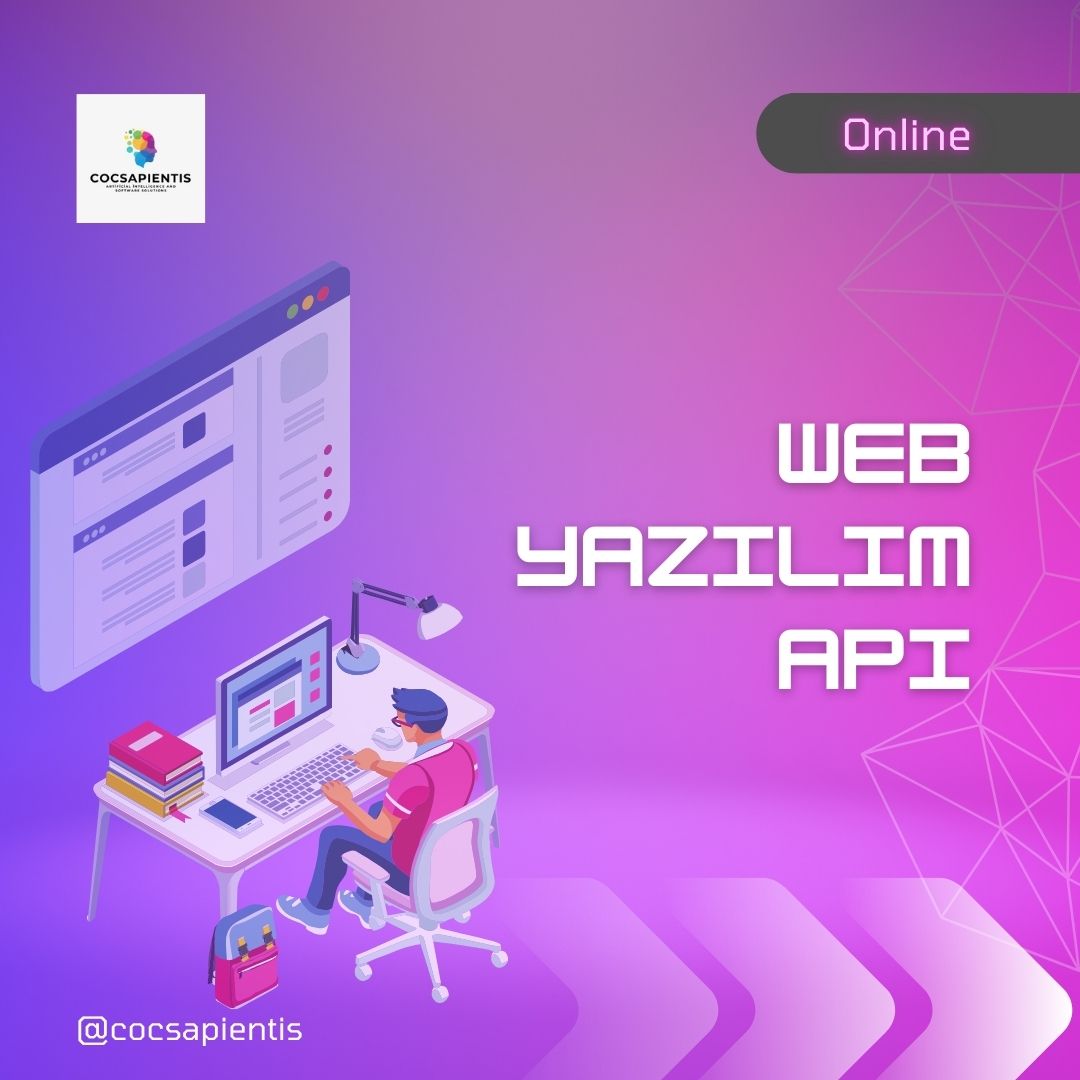 COCSAPIENTIS
ARTIFICIAL INTELLIGENCE AND
SOFTWARE SOLUTIONS
Online
WEB
YAZILIM
API
@cocsapientis